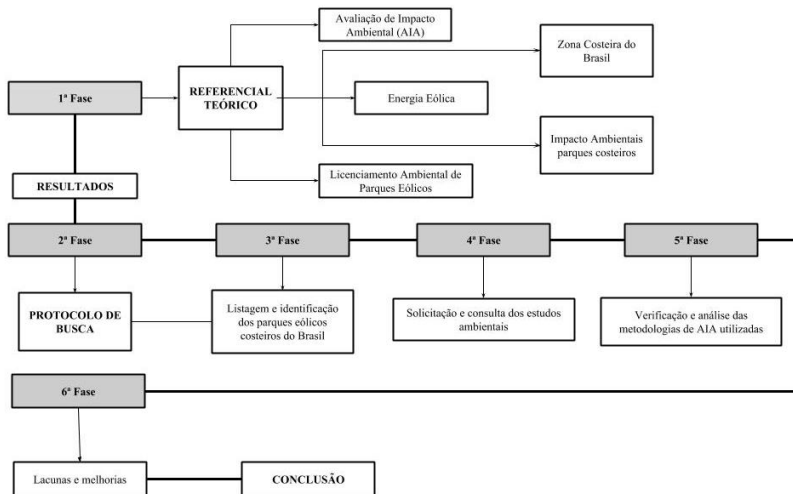 Avaliação de Impacto
Ambiental (AIA)
Zona Costeira do
Brasil
1ª Fase
REFERENCIAL
TEÓRICO
Energia Eólica
Impacto Ambientais
parques costeiros
Licenciamento Ambiental de
Parques Eólicos
RESULTADOS
2ª Fase
3ª Fase
4ª Fase
5ª Fase
PROTOCOLO DE
BUSCA
Listagem e identificação
dos parques eólicos
costeiros do Brasil
Solicitação e consulta dos estudos
ambientais
Verificação e análise das
metodologias de AIA utilizadas
6ª Fase
Lacunas e melhorias
CONCLUSÃO